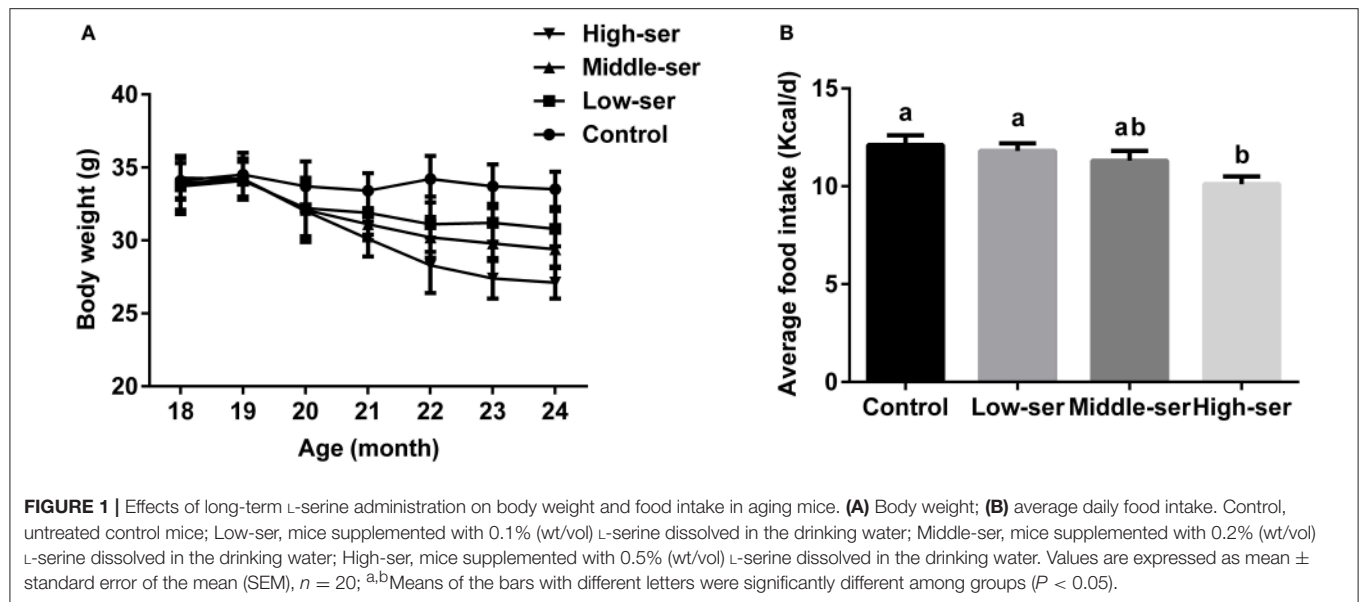 A
High-ser
Middle-ser
Low-ser
Control
40
35
30
25
20
Body weight (g)
18 19 20 21 22 23 24
Age (month)
B
15
10
5
0
Average food intake (Kcal/d)
a a ab b
Control Low-ser Middle-ser High-ser
FIGURE 1 | Effects of long-term L-serine administration on body weight and food intake in aging mice. (A) Body weight; (B) average daily food intake. Control,
untreated control mice; Low-ser, mice supplemented with 0.1% (wt/vol) L-serine dissolved in the drinking water; Middle-ser, mice supplemented with 0.2% (wt/vol)
L-serine dissolved in the drinking water; High-ser, mice supplemented with 0.5% (wt/vol) L-serine dissolved in the drinking water. Values are expressed as mean ±
standard error of the mean (SEM), n = 20; a,bMeans of the bars with different letters were significantly different among groups (P < 0.05).